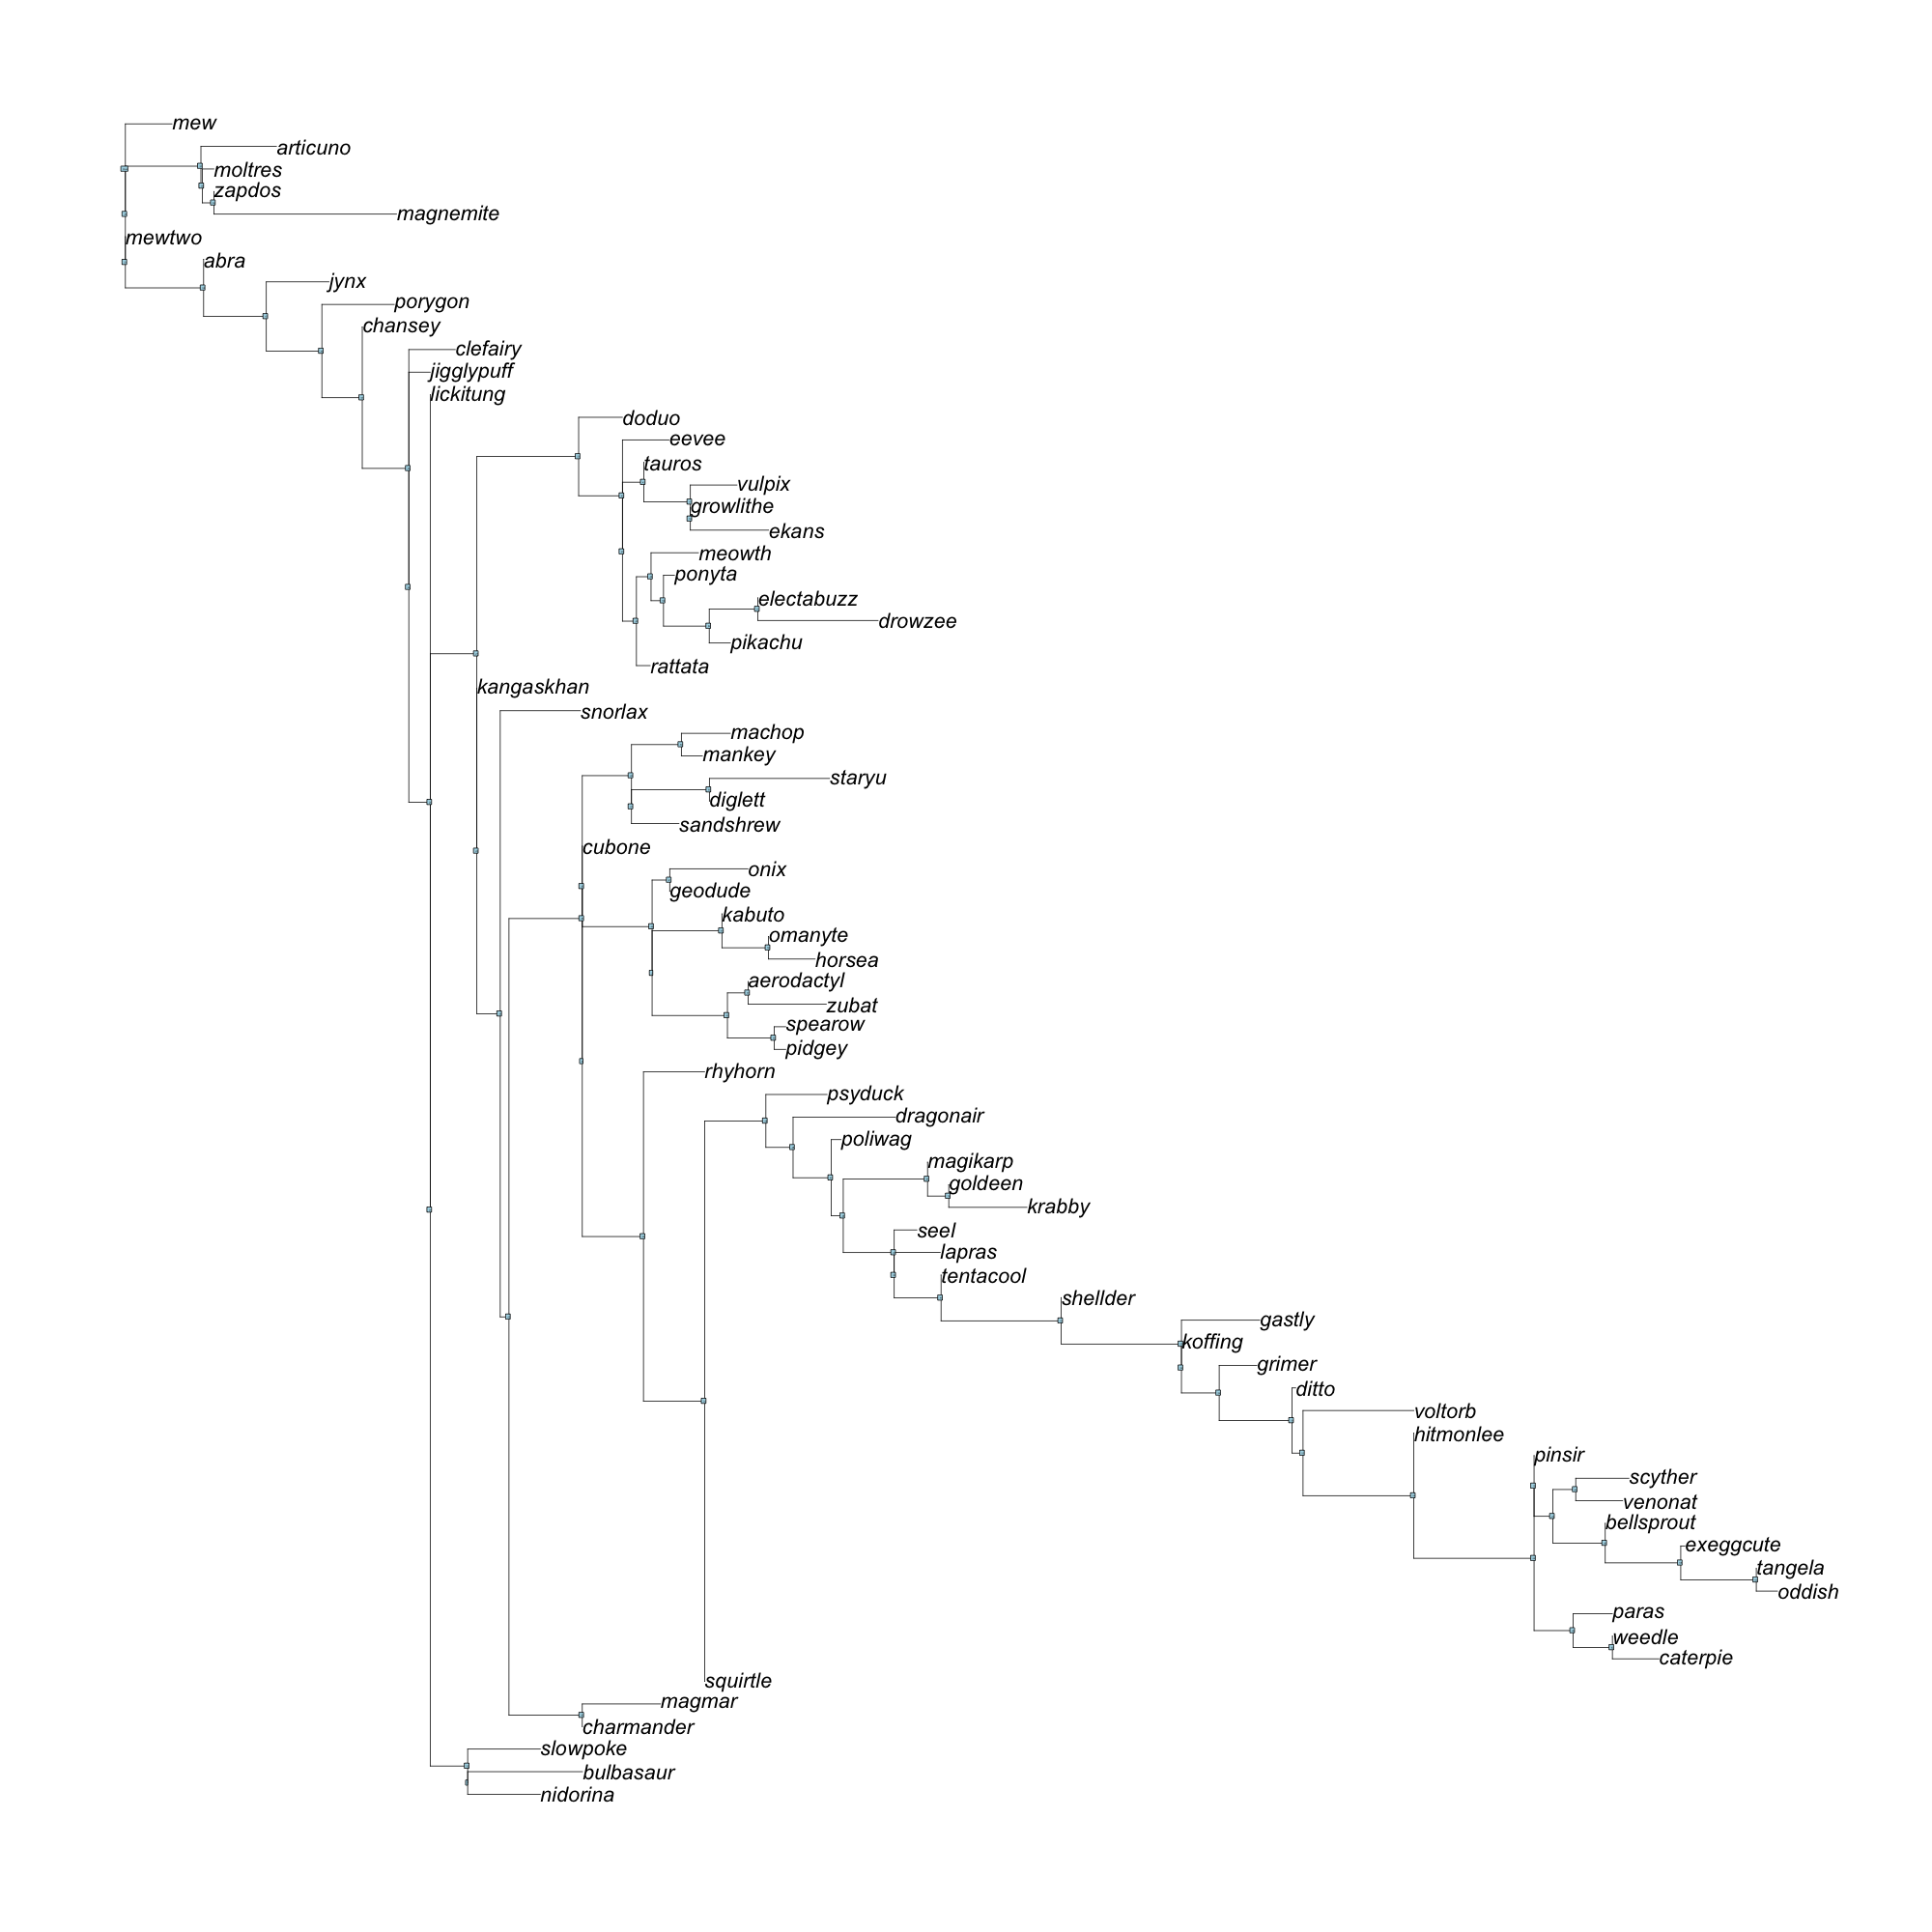 mew
articuno
moltres
zapdos
magnemite
mewtwo
abra
jynx
porygon
chansey
clefairy
jigglypuff
lickitung
doduo
eevee
tauros
vulpix
growlithe
ekans
meowth
ponyta
electabuzz
drowzee
pikachu
rattata
kangaskhan
snorlax
machop
mankey
staryu
diglett
sandshrew
cubone
onix
geodude
kabuto
omanyte
horsea
aerodactyl
zubat
spearow
pidgey
rhyhorn
psyduck
dragonair
poliwag
magikarp
goldeen
krabby
seel
lapras
tentacool
shellder
gastly
koffing
grimer
ditto
voltorb
hitmonlee
pinsir
scyther
venonat
bellsprout
exeggcute
tangela
oddish
paras
weedle
caterpie
squirtle
magmar
charmander
slowpoke
bulbasaur
nidorina